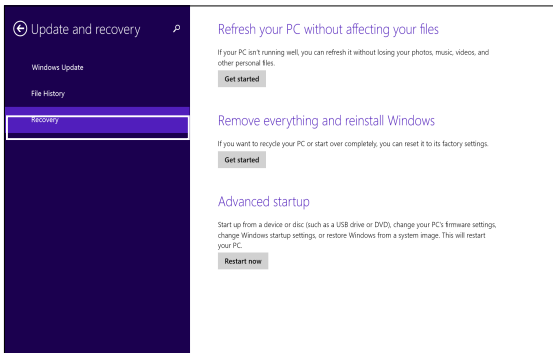 Update and recovery
Windows Update
File History
Recovery
Refresh your PC without affecting your files
If your PC isn't running well, you can refresh it without losing your photos, music, videos, and
other personal files.
Get started
Remove everything and reinstall Windows
If you want to recycle your PC or start over completely, you can reset it to its factory settings.
Get started
Advanced startup
Start up from a device or disc (such as a USB drive or DVD), change your PC's firmware settings,
change Windows startup settings, or restore Windows from a system image. This will restart
your PC.
Restart now